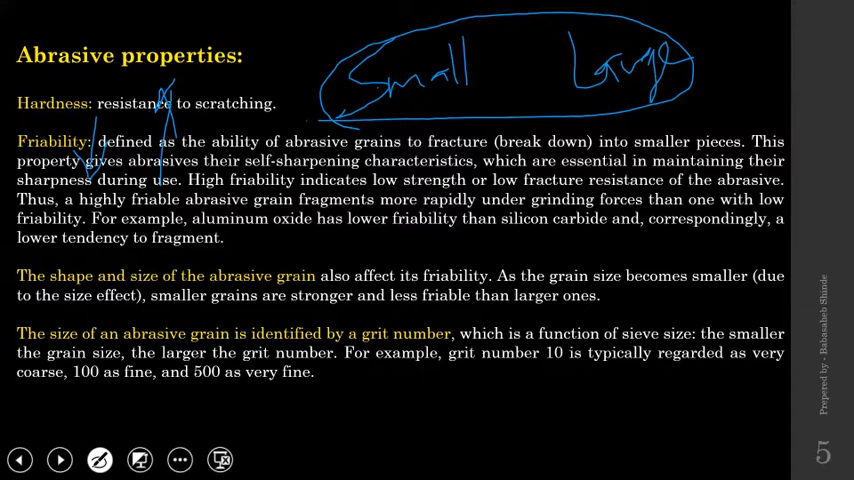 Abrasive properties:
Small Large
Hardness: resistance to scratching.
Friability: defined as the ability of abrasive grains to fracture (break down) into smaller pieces. This
property gives abrasives their self-sharpening characteristics, which are essential in maintaining their
sharpness during use. High friability indicates low strength or low fracture resistance of the abrasive.
Thus, a highly friable abrasive grain fragments more rapidly under grinding forces than one with low
friability. For example, aluminum oxide has lower friability than silicon carbide and, correspondingly, a
lower tendency to fragment.
The shape and size of the abrasive grain also affect its friability. As the grain size becomes smaller (due
to the size effect), smaller grains are stronger and less friable than larger ones.
The size of an abrasive grain is identified by a grit number, which is a function of sieve size: the smaller
the grain size, the larger the grit number. For example, grit number 10 is typically regarded as very
coarse, 100 as fine, and 500 as very fine.
Prepered by - Babasaheb Shinde
5